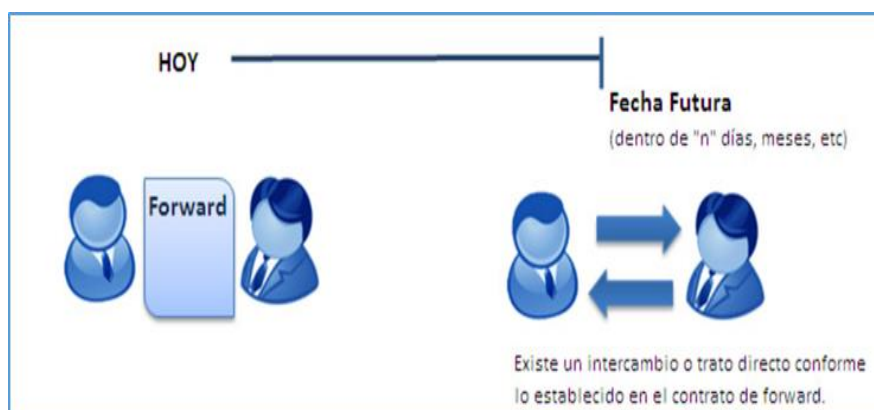 HOY
Fecha Futura
(dentro de "n" días, meses, etc)
Forward
Existe un intercambio o trato directo conforme
lo establecido en el contrato de forward.